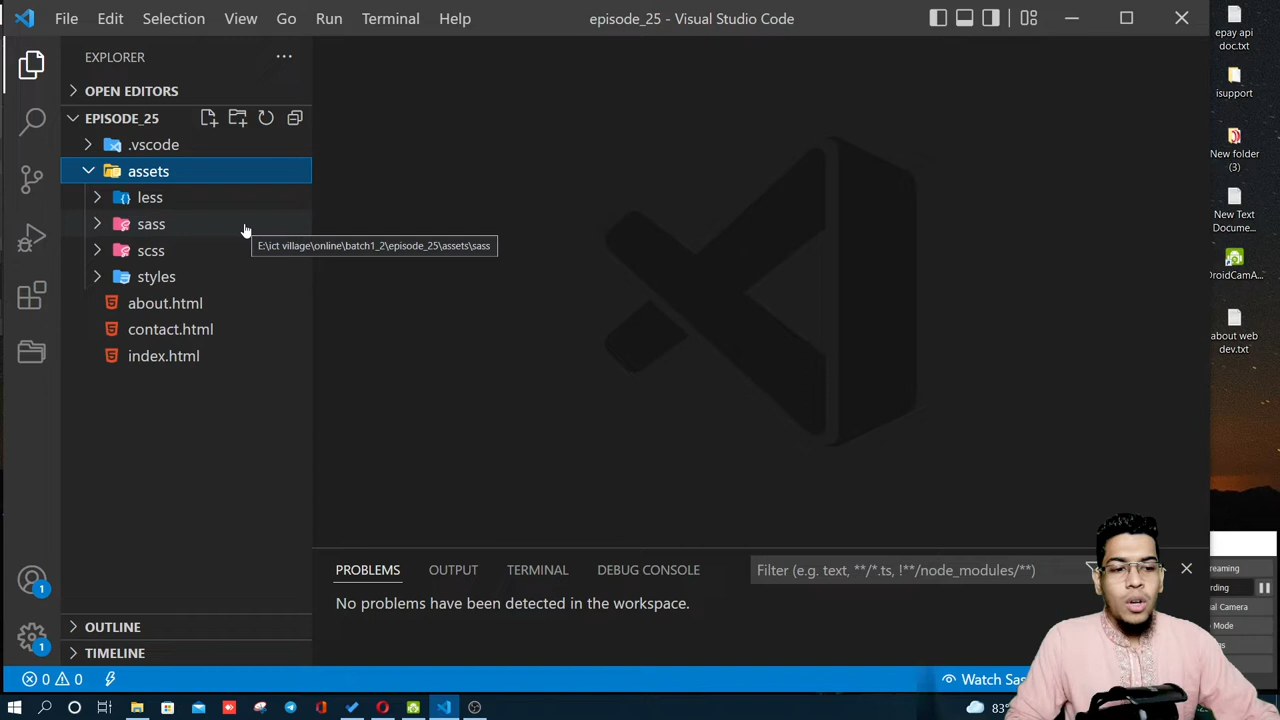 File Edit Selection View Go Run Terminal Help
episode_25 - Visual Studio Code
EXPLORER
OPEN EDITORS
EPISODE_25
.vscode
assets
less
sass
E:\ict village\online\batch1_2\episode_25\assets\sass
scss
styles
about.html
contact.html
index.html
OUTLINE
TIMELINE
PROBLEMS OUTPUT TERMINAL DEBUG CONSOLE
Filter (e.g. text, **/*.ts, !**/node_modules/**)
No problems have been detected in the workspace.
1
1
0 0
Watch Sas
83°
epay api
doc.txt
isupport
New folder
(3)
New Text
Docume...
DroidCamA...
about web
dev.txt